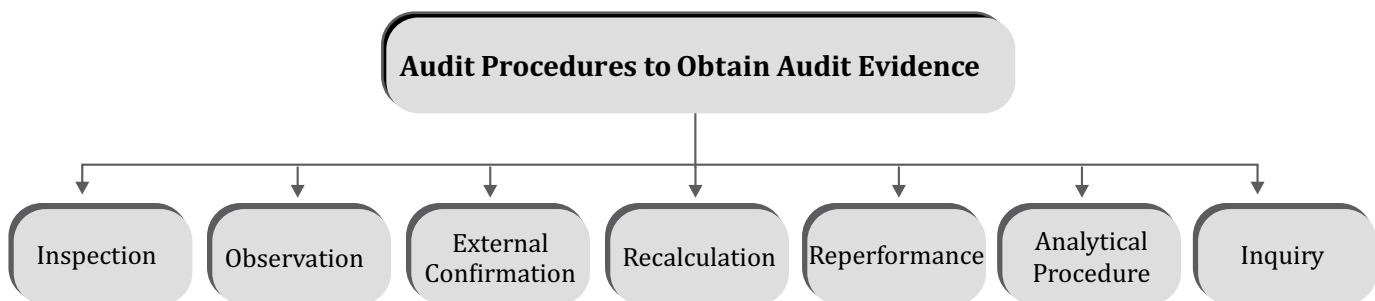 Audit Procedures to Obtain Audit Evidence
Inspection
Observation
External
Confirmation
Recalculation
Reperformance
Analytical
Procedure
Inquiry